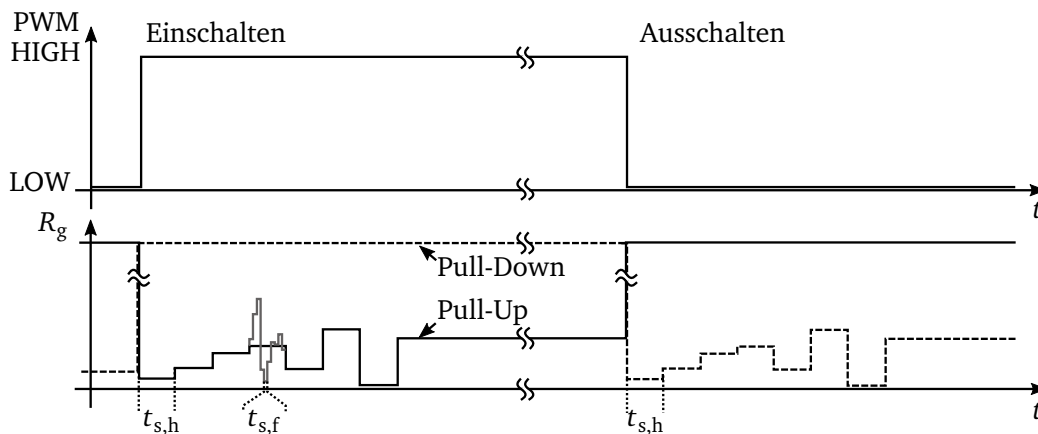 PWM
HIGH
Einschalten
Ausschalten
LOW
t
R_g
Pull-Down
Pull-Up
t
t_s,h
t_s,f
t_s,h